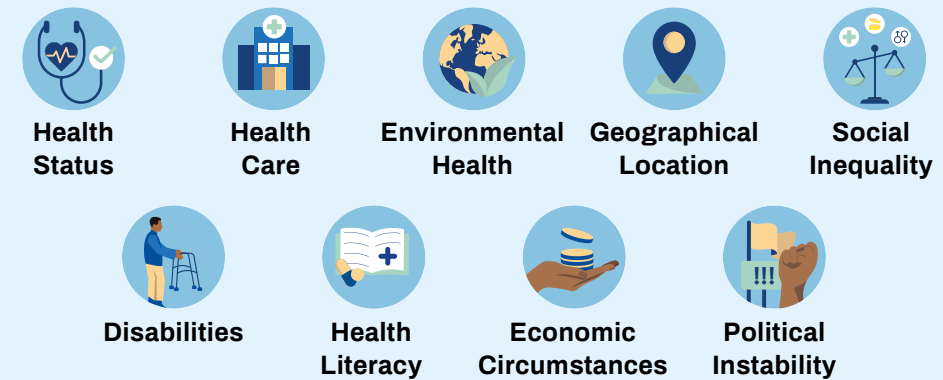 Health
Status
Health
Care
Environmental
Health
Geographical
Location
Social
Inequality
!!!
Disabilities
Health
Literacy
Economic
Circumstances
Political
Instability